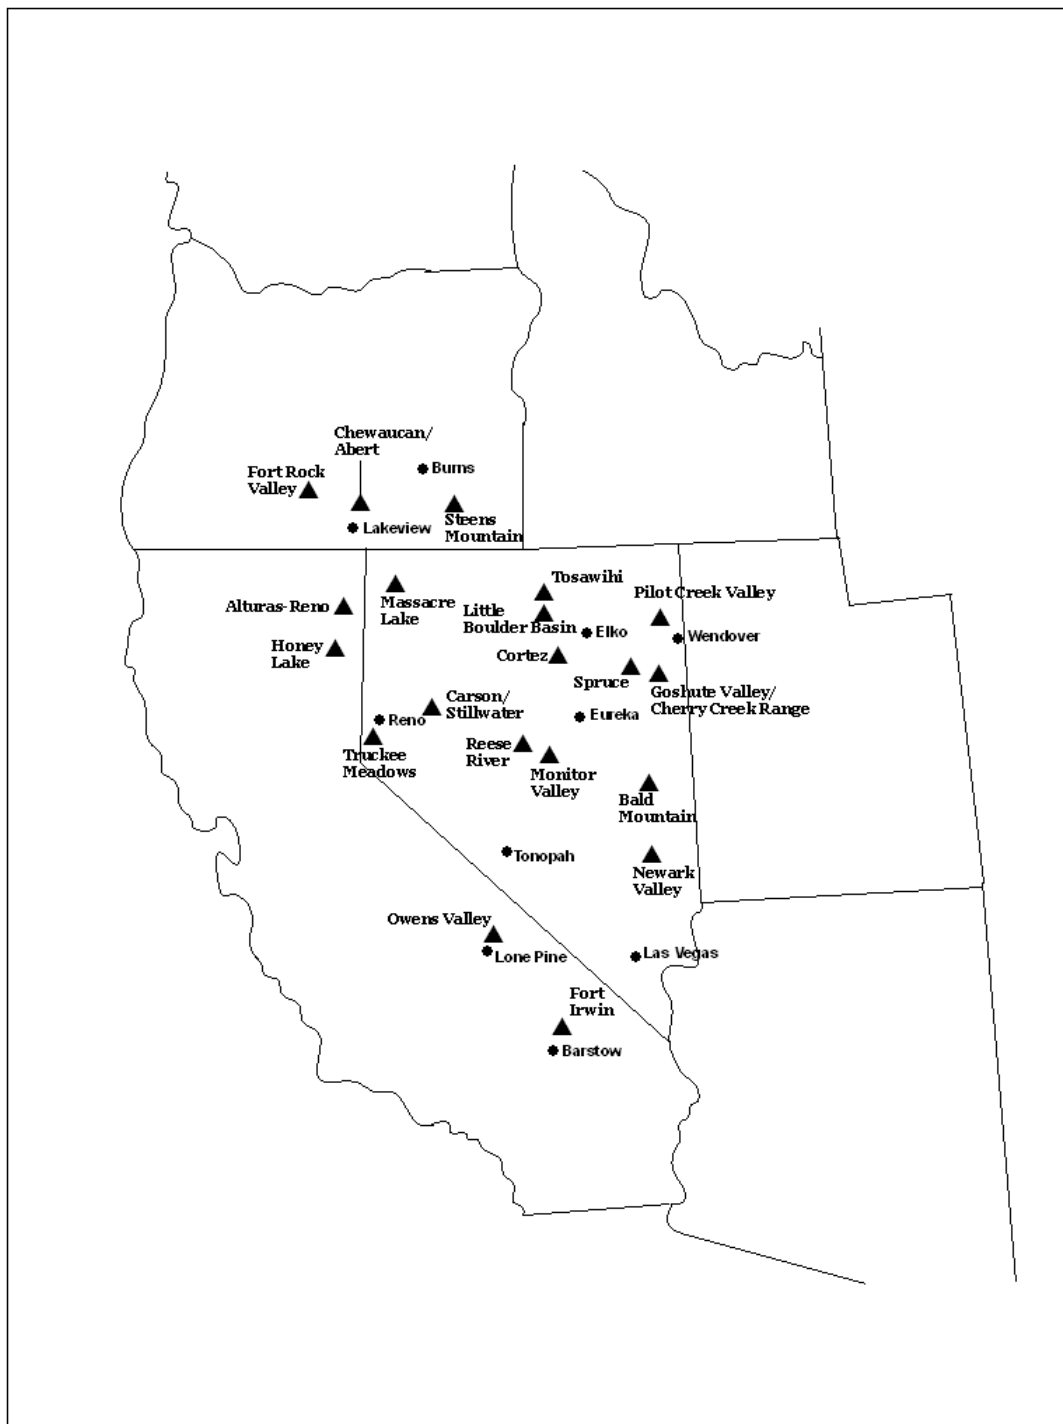 Chewaucan/
Abert
Burns
Fort Rock
Valley
Steens
Mountain
Lakeview
Tosawihi
Pilot Creek Valley
Massacre
Lake
Little
Boulder Basin
Alturas-Reno
Elko
Wendover
Honey
Lake
Cortez
Spruce
Goshute Valley/
Cherry Creek Range
Carson/
Stillwater
Reno
Eureka
Truckee
Meadows
Reese
River
Monitor
Valley
Bald
Mountain
Tonopah
Newark
Valley
Owens Valley
Lone Pine
Las Vegas
Fort
Irwin
Barstow